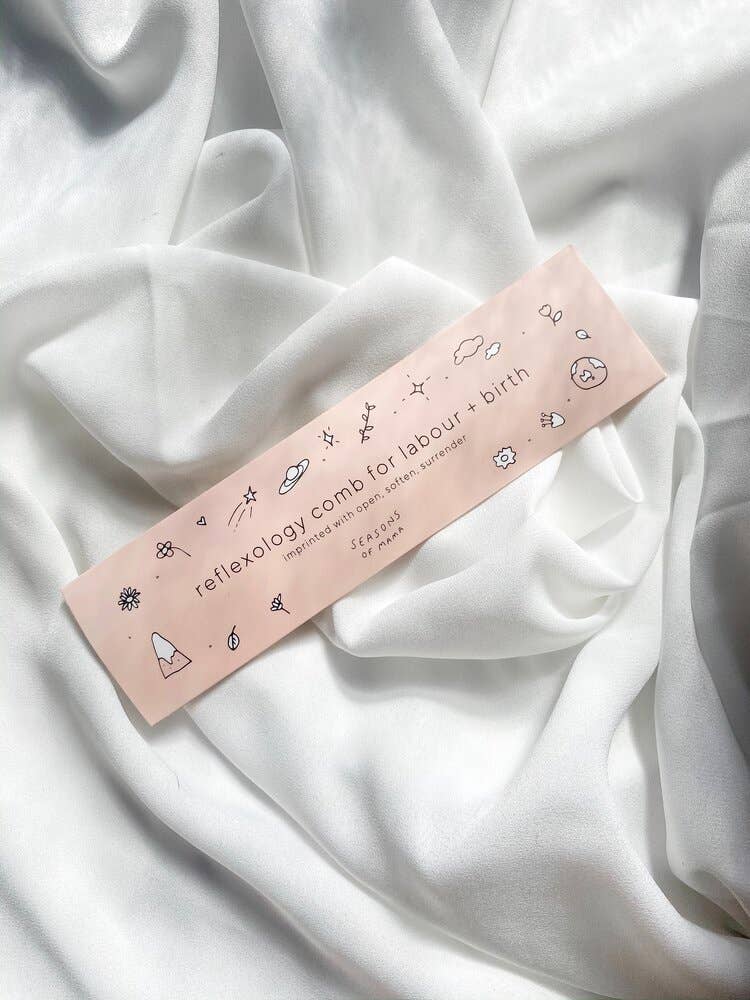 reflexology comb for labour + birth
imprinted with open, soften, surrender
SEASONS
OF MAMA